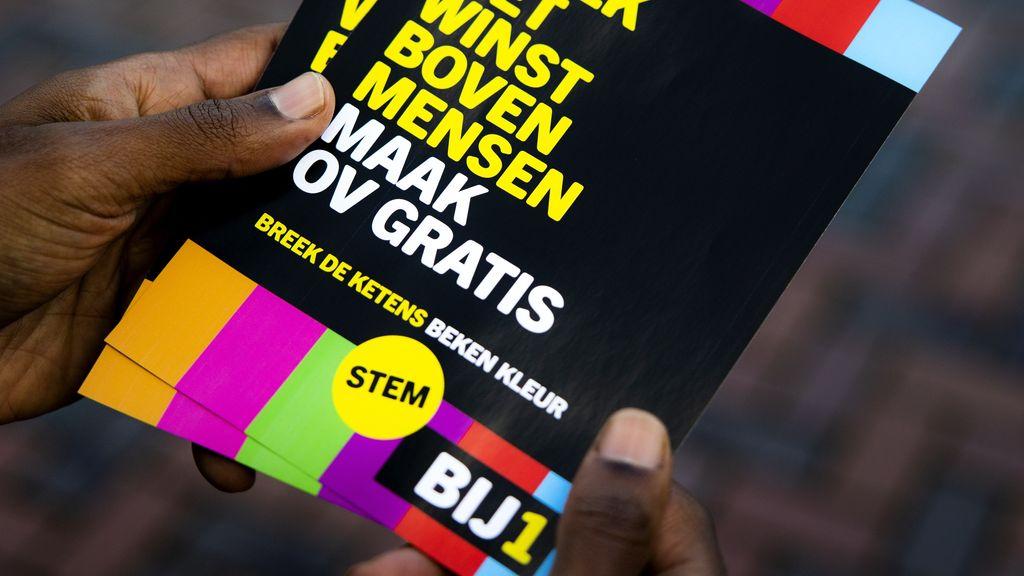 WINST
BOVEN
MENSEN
MAAK
OV GRATIS
BREEK DE KETENS BEKEN KLEUR
STEM
BIJ1